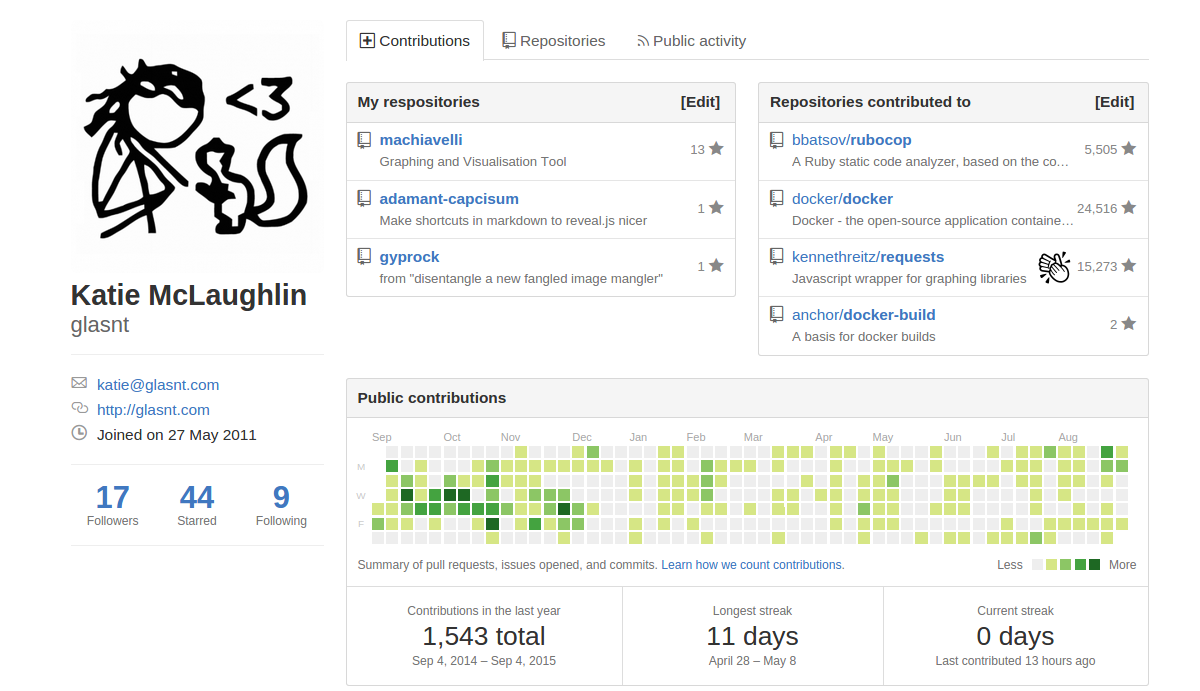 <3
Katie McLaughlin
glasnt
katie@glasnt.com
http://glasnt.com
Joined on 27 May 2011
17 44 9
Followers Starred Following
Contributions Repositories Public activity
My respositories [Edit]
machiavelli
Graphing and Visualisation Tool
13
adamant-capcisum
Make shortcuts in markdown to reveal.js nicer
1
gyprock
from "disentangle a new fangled image mangler"
1
Repositories contributed to [Edit]
bbatsov/rubocop
A Ruby static code analyzer, based on the co…
5,505
docker/docker
Docker - the open-source application containe…
24,516
kennethreitz/requests
Javascript wrapper for graphing libraries
15,273
anchor/docker-build
A basis for docker builds
2
Public contributions
Sep Oct Nov Dec Jan Feb Mar Apr May Jun Jul Aug
M
W
F
Summary of pull requests, issues opened, and commits. Learn how we count contributions.
Less More
Contributions in the last year
1,543 total
Sep 4, 2014 – Sep 4, 2015
Longest streak
11 days
April 28 – May 8
Current streak
0 days
Last contributed 13 hours ago